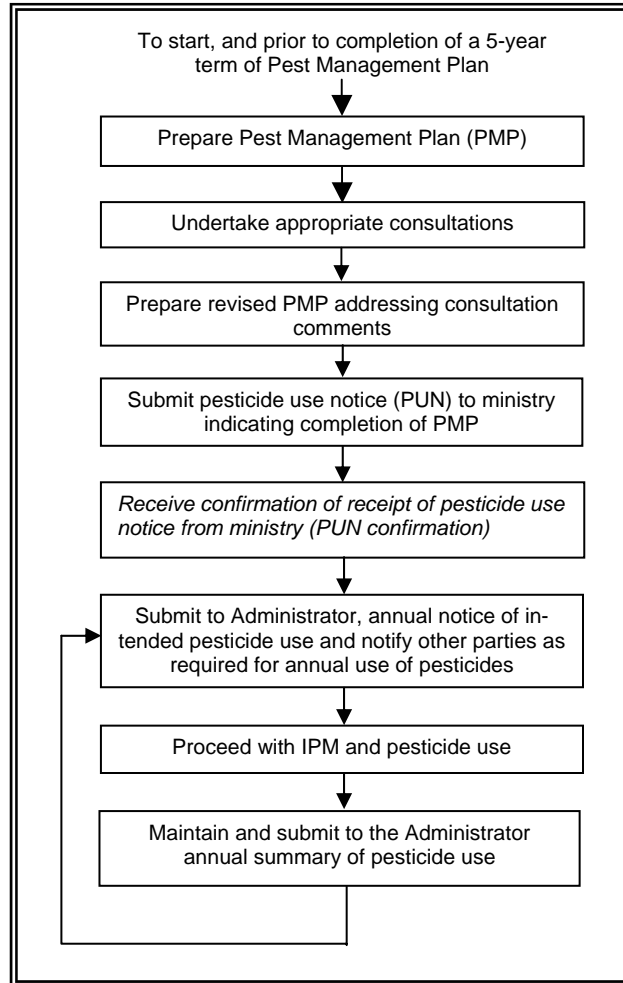 To start, and prior to completion of a 5-year
term of Pest Management Plan
Prepare Pest Management Plan (PMP)
Undertake appropriate consultations
Prepare revised PMP addressing consultation
comments
Submit pesticide use notice (PUN) to ministry
indicating completion of PMP
Receive confirmation of receipt of pesticide use
notice from ministry (PUN confirmation)
Submit to Administrator, annual notice of in-
tended pesticide use and notify other parties as
required for annual use of pesticides
Proceed with IPM and pesticide use
Maintain and submit to the Administrator
annual summary of pesticide use